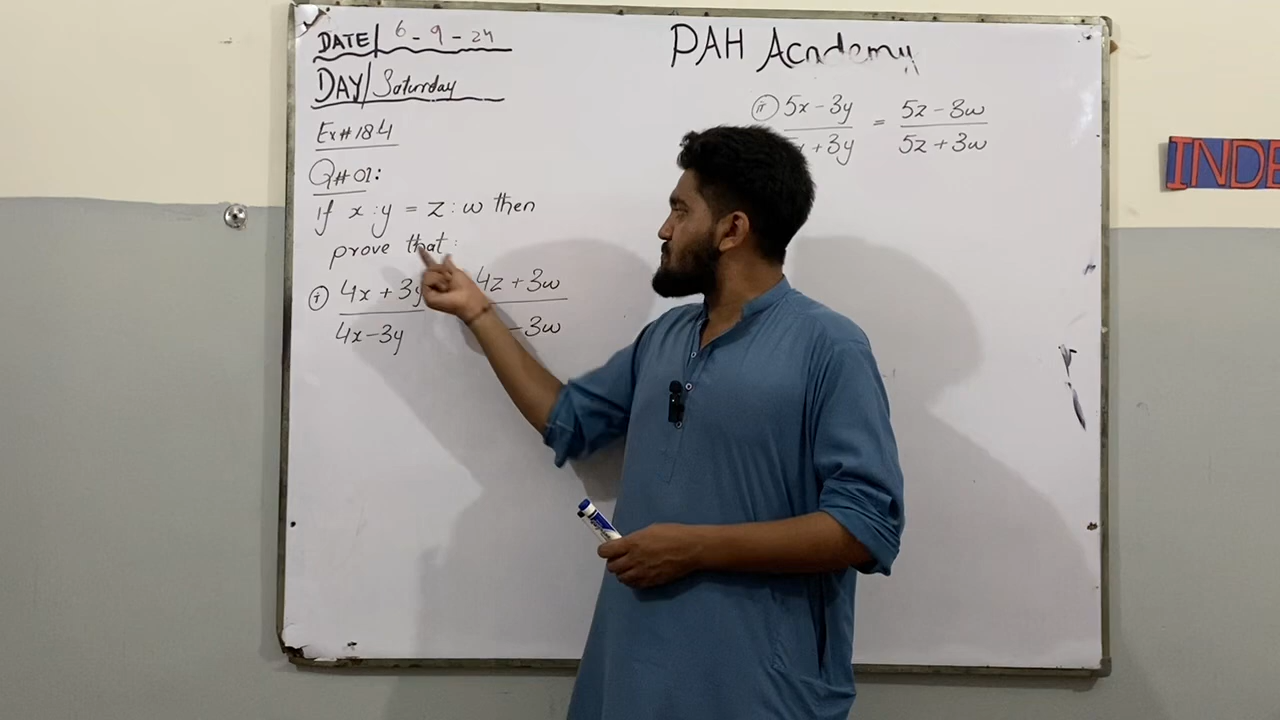 DATE/ 6-9-24
DAY/ Saturday
Ex#18.4
Q#01:
if x:y = z:w then
prove that:
(i) 4x+3y 4z+3w
4x-3y -3w
PAH Academy
(ii) 5x-3y = 5z-3w
+3y 5z+3w
INDE